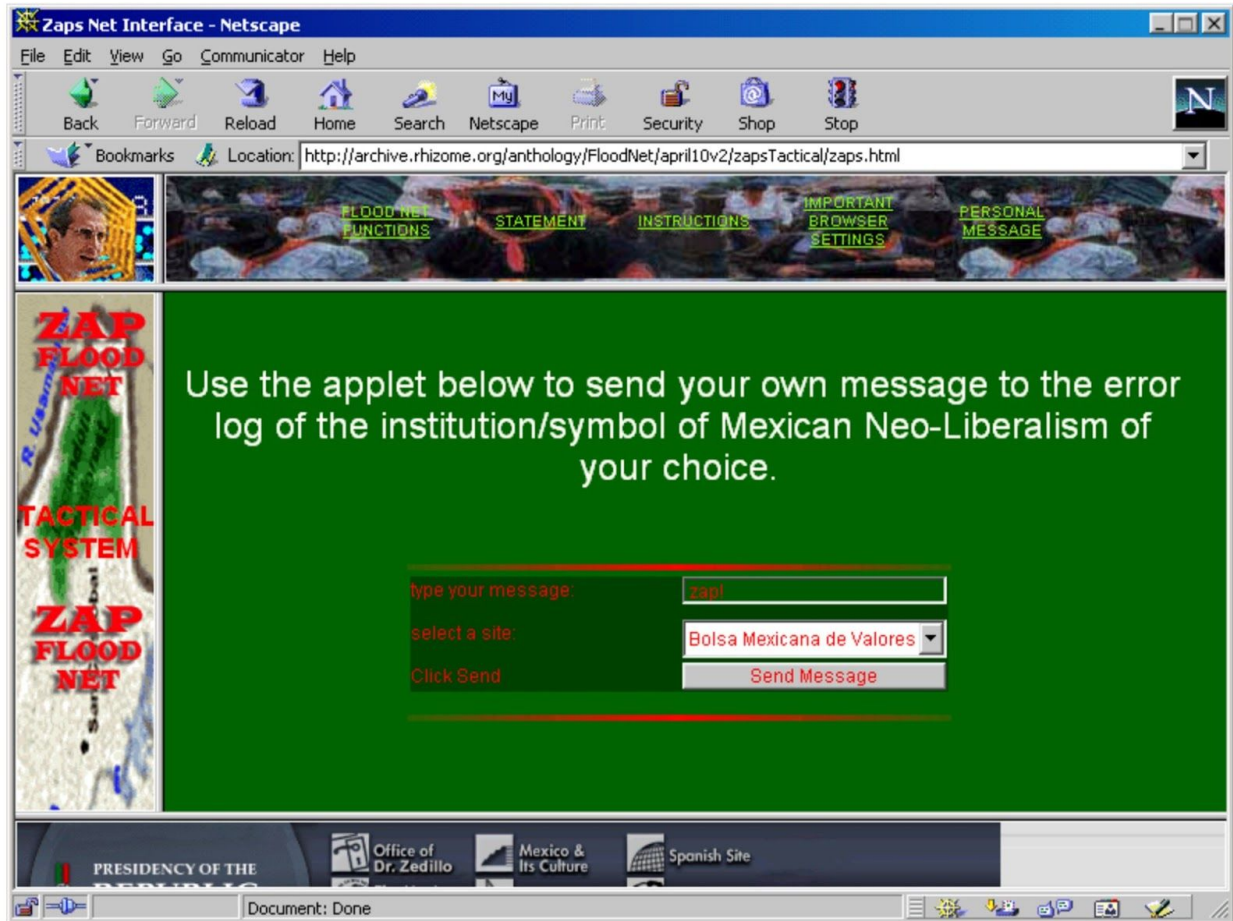 Zaps Net Interface - Netscape
File Edit View Go Communicator Help
Back Forward Reload Home Search Netscape Print Security Shop Stop
My
N
Bookmarks Location: http://archive.rhizome.org/anthology/FloodNet/april10v2/zapsTactical/zaps.html
FLOOD NET
FUNCTIONS
STATEMENT
INSTRUCTIONS
IMPORTANT
BROWSER
SETTINGS
PERSONAL
MESSAGE
ZAP
FLOOD
NET
TACTICAL
SYSTEM
ZAP
FLOOD
NET
Use the applet below to send your own message to the error
log of the institution/symbol of Mexican Neo-Liberalism of
your choice.
type your message: zap!
select a site: Bolsa Mexicana de Valores
Click Send Send Message
PRESIDENCY OF THE
REPUBLIC
Office of
Dr. Zedillo
Mexico &
Its Culture
Spanish Site
Document: Done